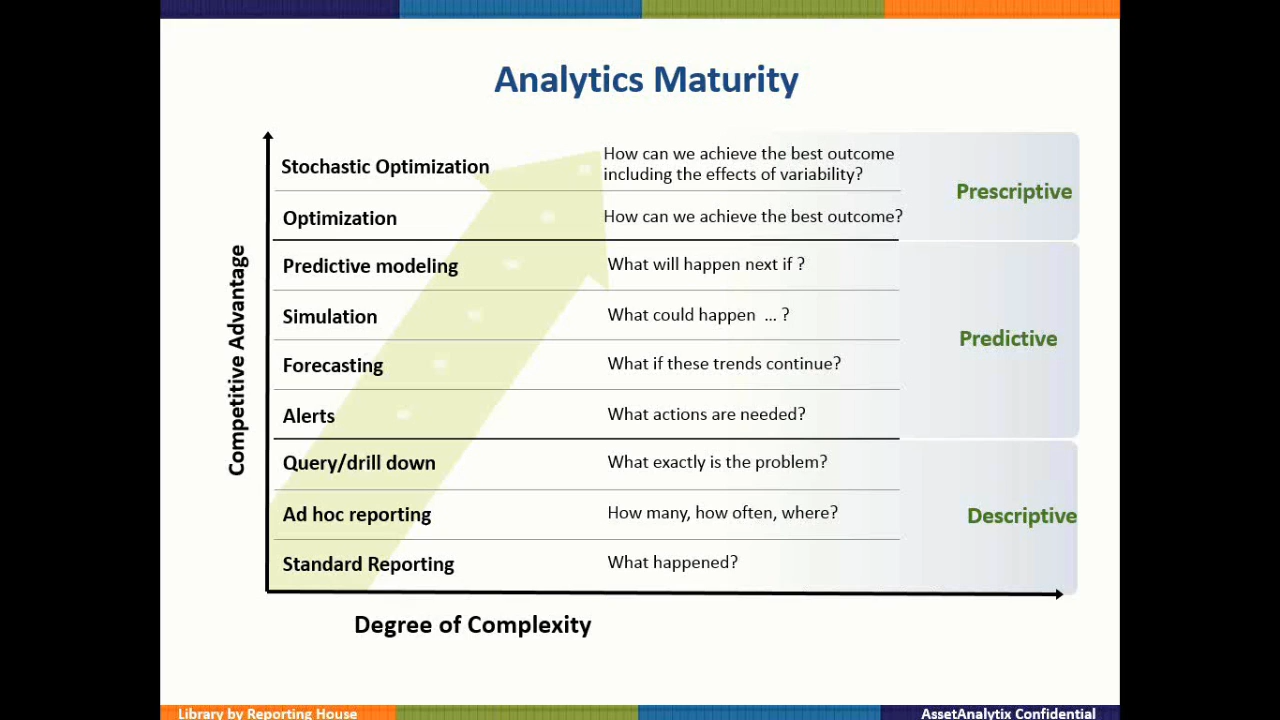 Analytics Maturity
Stochastic Optimization
How can we achieve the best outcome
including the effects of variability?
Prescriptive
Optimization
How can we achieve the best outcome?
Predictive modeling
What will happen next if ?
Simulation
What could happen  ... ?
Predictive
Forecasting
What if these trends continue?
Alerts
What actions are needed?
Query/drill down
What exactly is the problem?
Ad hoc reporting
How many, how often, where?
Descriptive
Standard Reporting
What happened?
Competitive Advantage
Degree of Complexity
Library by Reporting House
AssetAnalytix Confidential